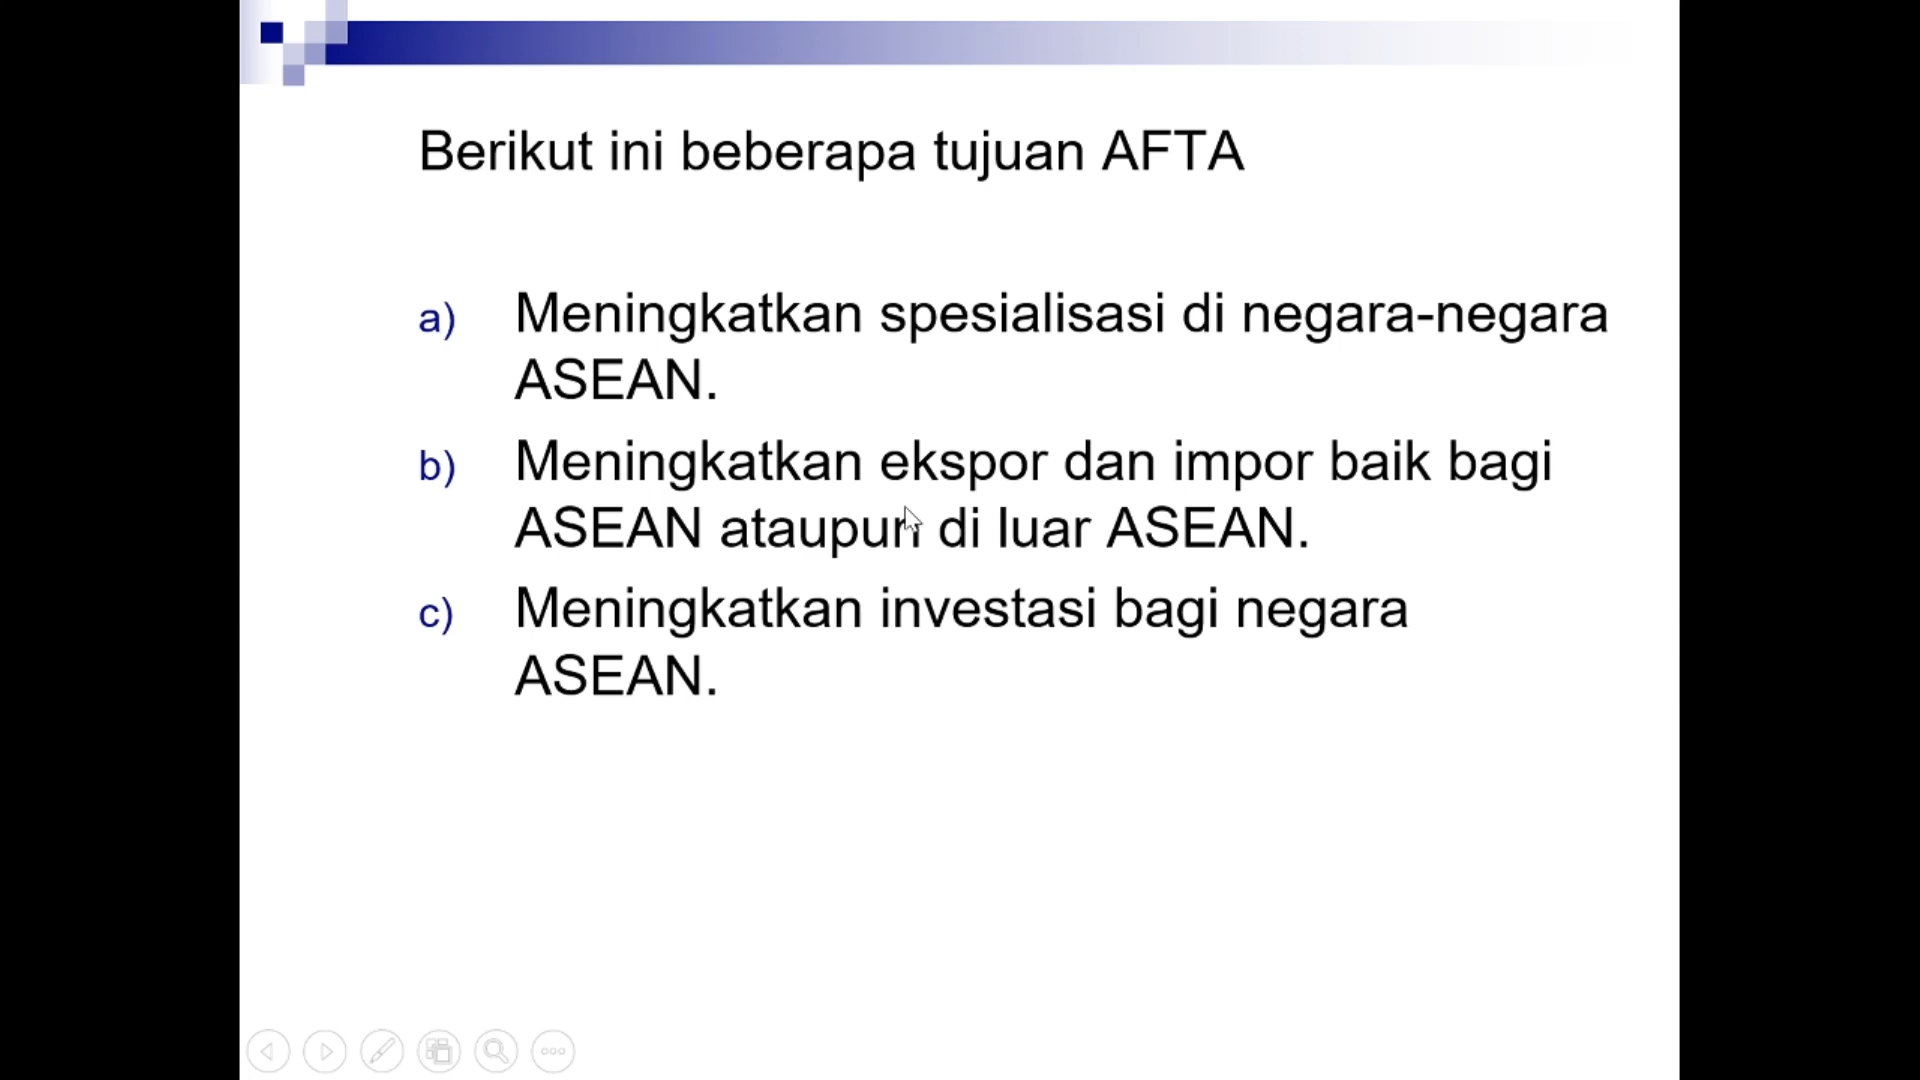 Berikut ini beberapa tujuan AFTA
a) Meningkatkan spesialisasi di negara-negara
ASEAN.
b) Meningkatkan ekspor dan impor baik bagi
ASEAN ataupun di luar ASEAN.
c) Meningkatkan investasi bagi negara
ASEAN.